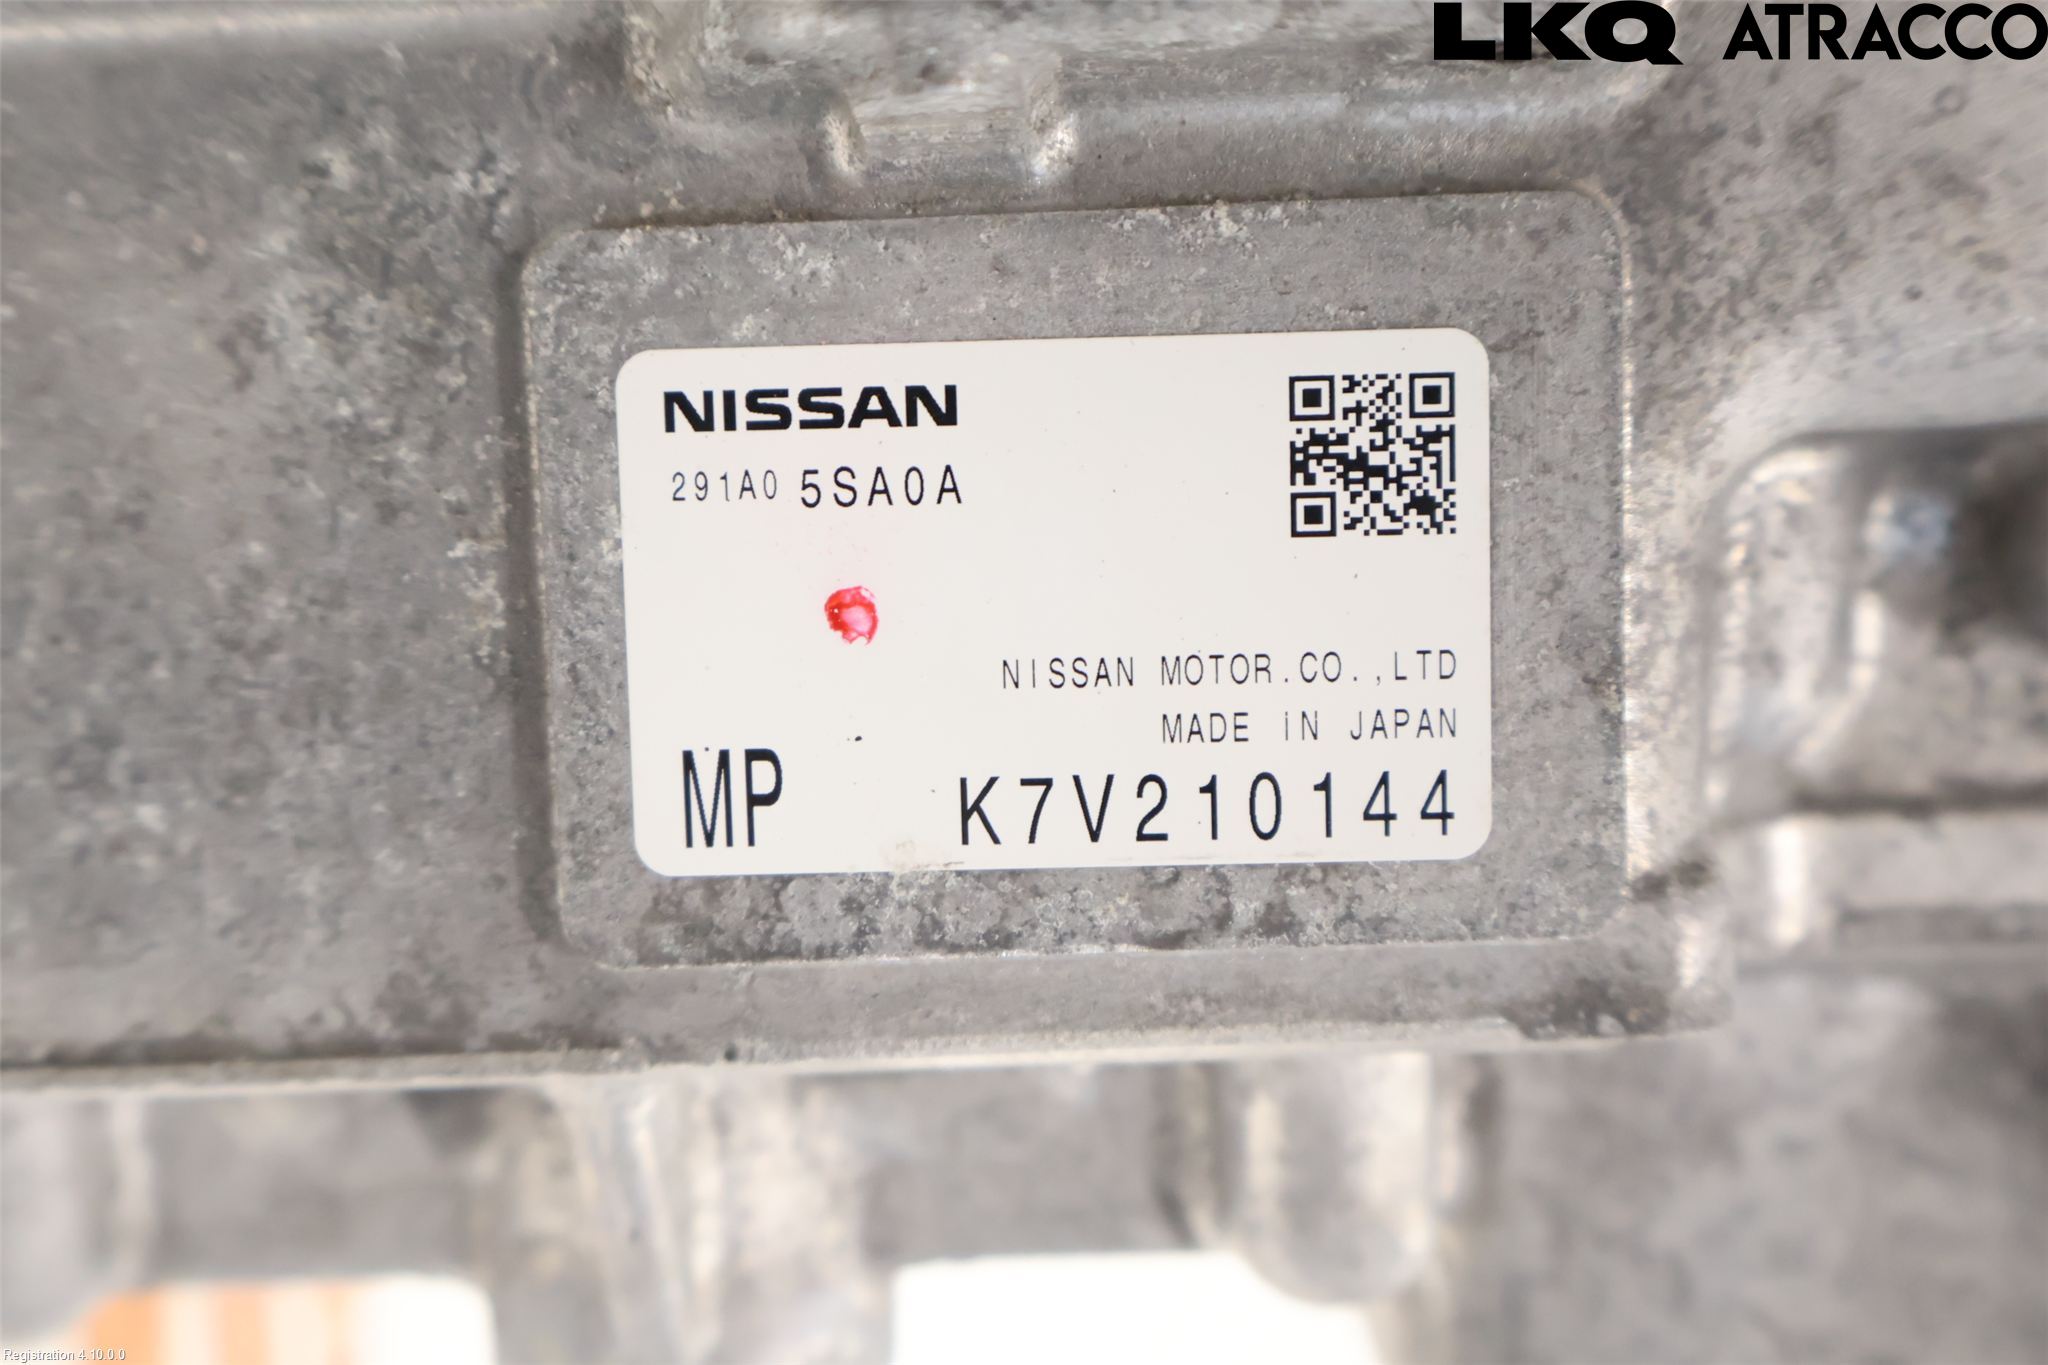 LKQ ATRACCO
NISSAN
291A0 5SA0A
NISSAN MOTOR.CO.,LTD
MADE iN JAPAN
MP K7V210144
Registration 4.10.0.0